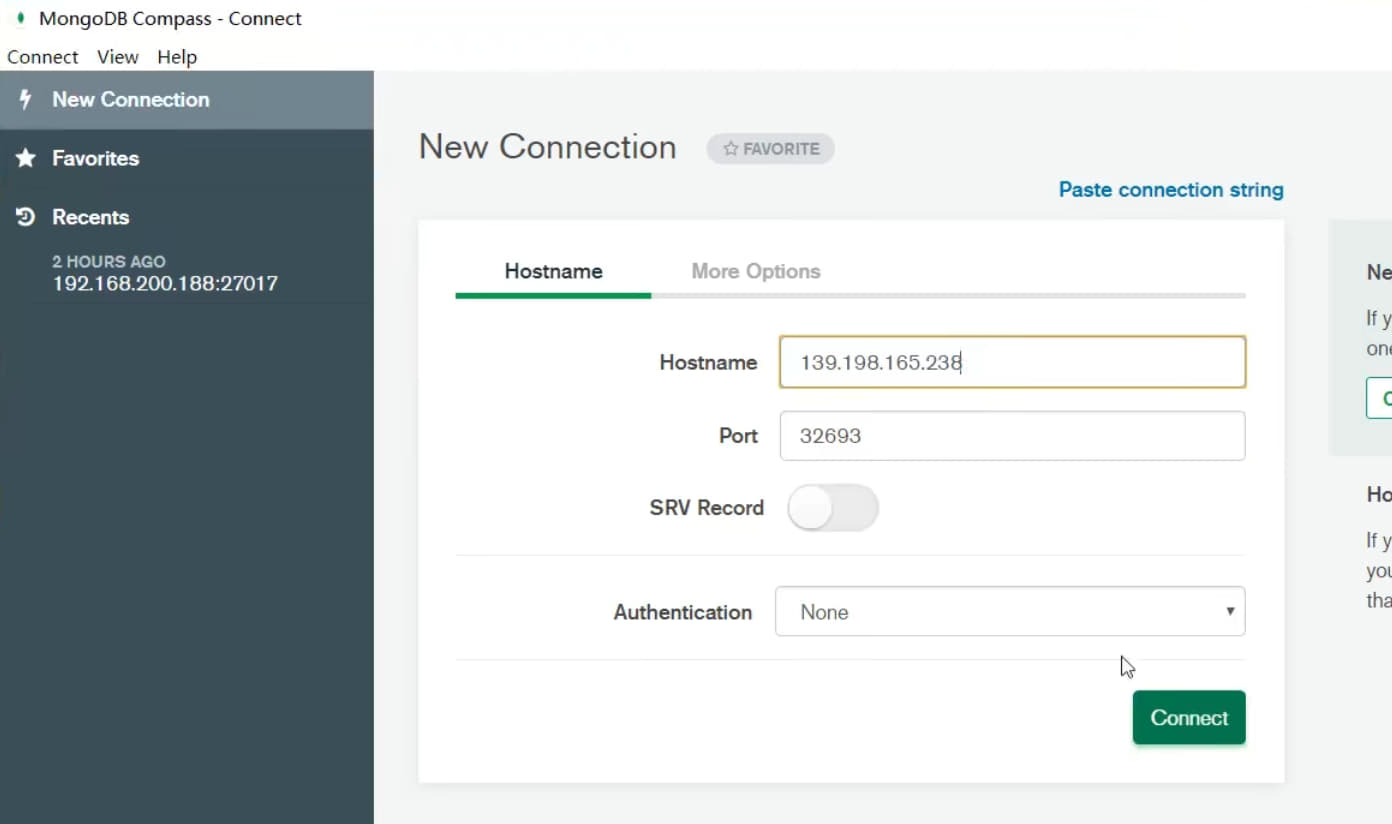 MongoDB Compass - Connect
Connect View Help
New Connection
Favorites
Recents
2 HOURS AGO
192.168.200.188:27017
New Connection
FAVORITE
Paste connection string
Hostname
More Options
Hostname
139.198.165.238
Port
32693
SRV Record
Authentication
None
Connect
Ne
If y
one
Ho
If y
you
tha